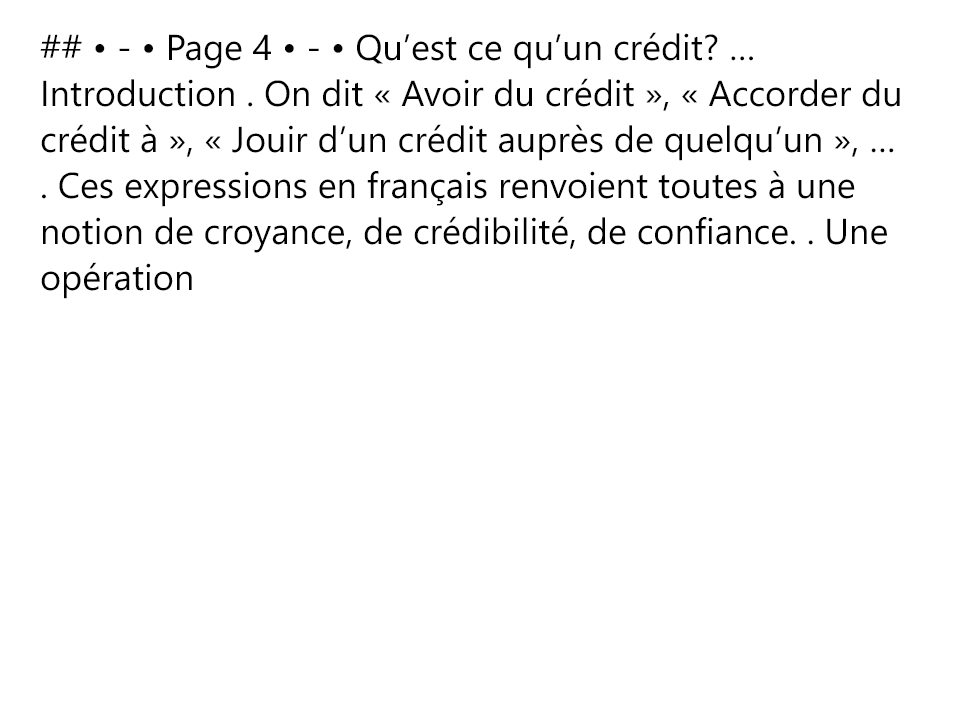 ## • - • Page 4 • - • Qu’est ce qu’un crédit? ...
Introduction . On dit « Avoir du crédit », « Accorder du
crédit à », « Jouir d’un crédit auprès de quelqu’un », ...
. Ces expressions en français renvoient toutes à une
notion de croyance, de crédibilité, de confiance. . Une
opération